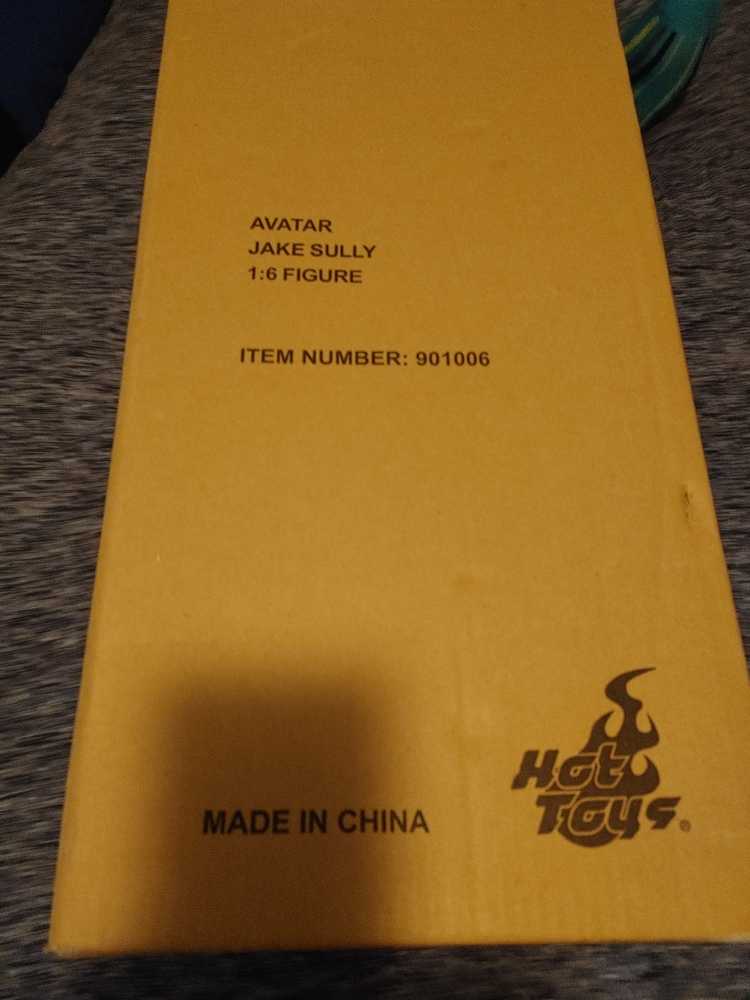 AVATAR
JAKE SULLY
1:6 FIGURE
ITEM NUMBER: 901006
Hot
Toys®
MADE IN CHINA